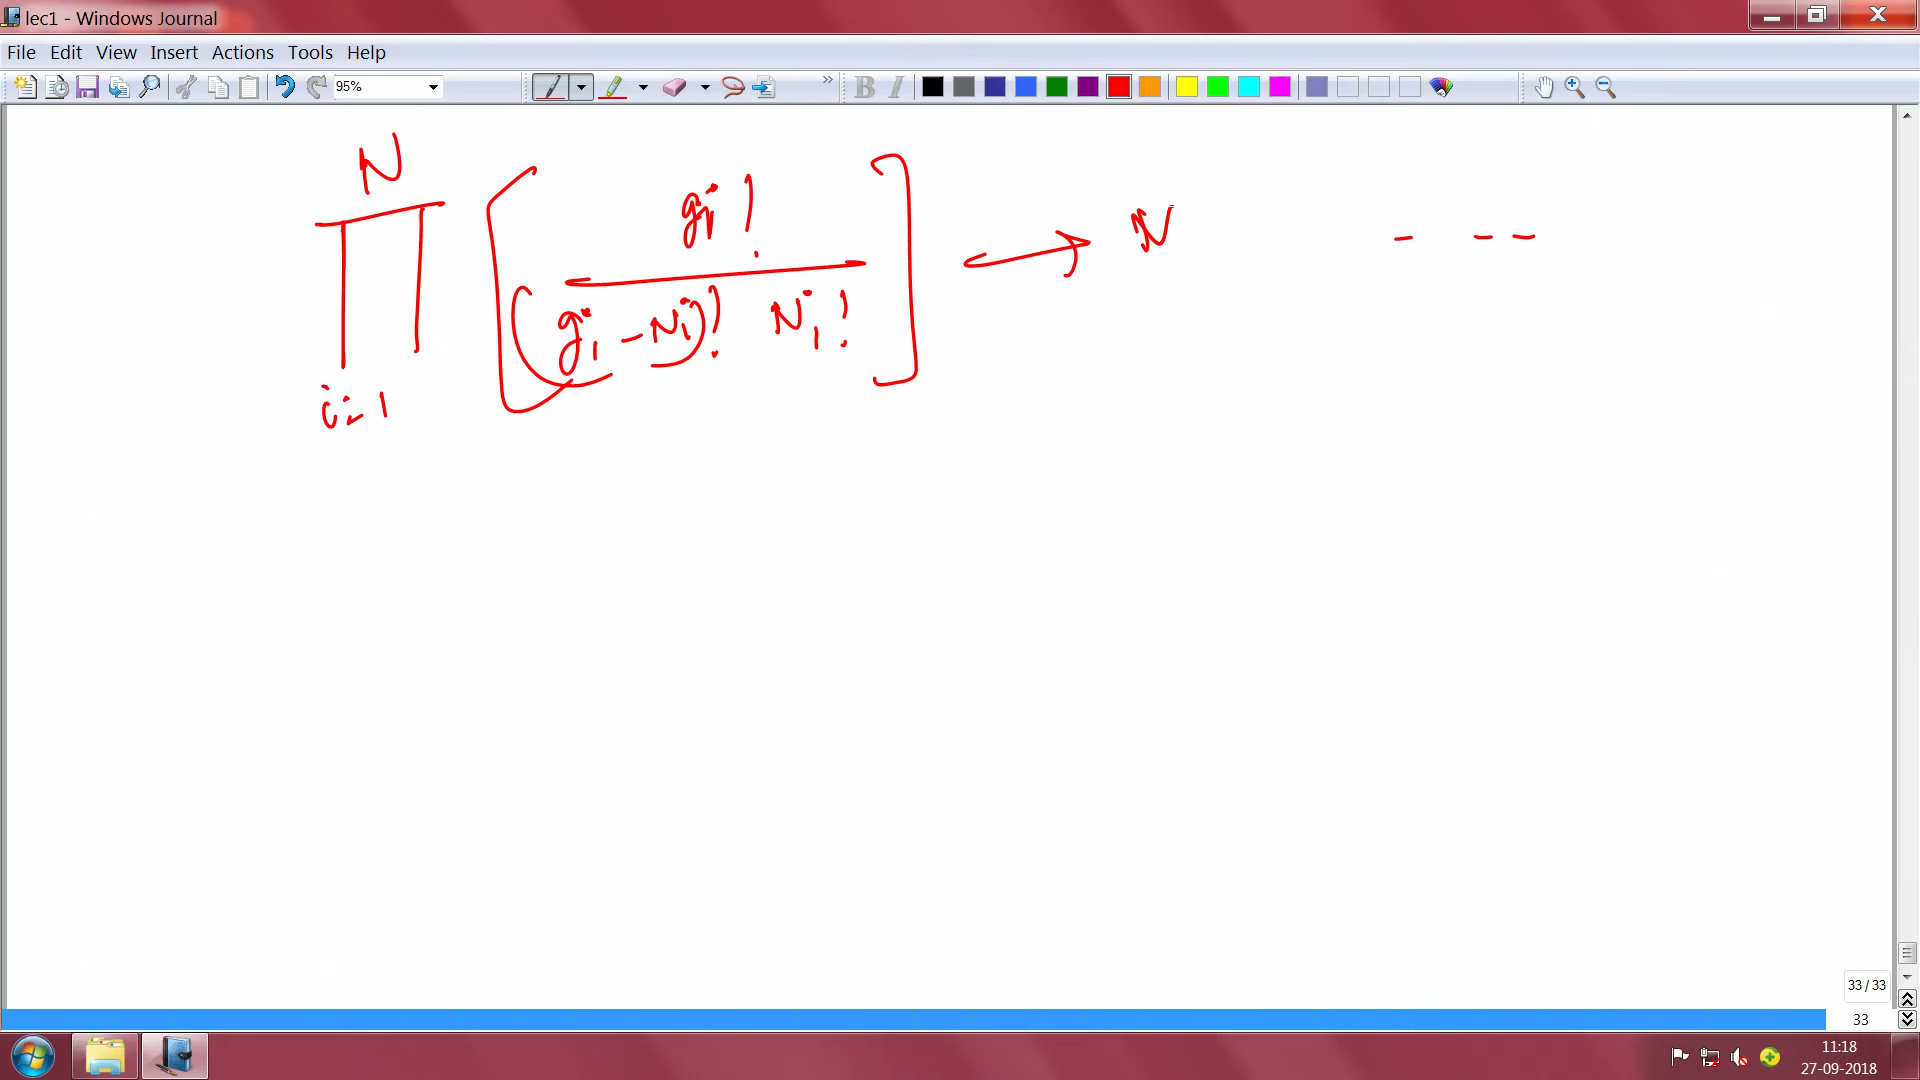 lec1 - Windows Journal
File Edit View Insert Actions Tools Help
95% B I
N
∏ [ gi! / (gi - Ni)! Ni! ] → N - - -
i=1
33 / 33
33
11:18
27-09-2018